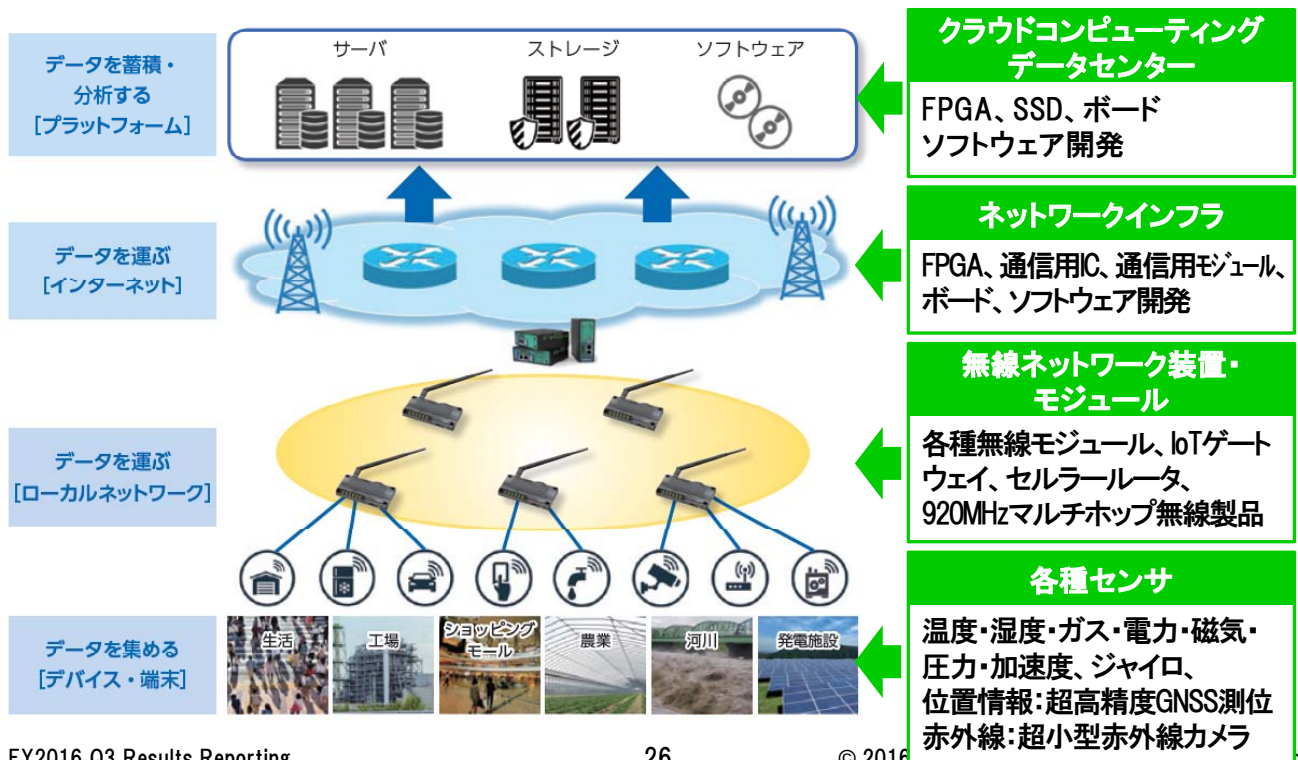 データを蓄積・
分析する
[プラットフォーム]
サーバ
ストレージ
ソフトウェア
クラウドコンピューティング
データセンター
FPGA、SSD、ボード
ソフトウェア開発
データを運ぶ
[インターネット]
ネットワークインフラ
FPGA、通信用IC、通信用ﾓｼﾞｭｰﾙ、
ボード、ソフトウェア開発
データを運ぶ
[ローカルネットワーク]
無線ネットワーク装置・
モジュール
各種無線モジュール、IoTゲート
ウェイ、セルラールータ、
920MHzマルチホップ無線製品
データを集める
[デバイス・端末]
生活
工場
ショッピング
モール
農業
河川
発電施設
各種センサ
温度・湿度・ガス・電力・磁気・
圧力・加速度、ジャイロ、
位置情報：超高精度GNSS測位
赤外線：超小型赤外線カメラ
FY2016 Q3 Results Reporting
26
© 2016